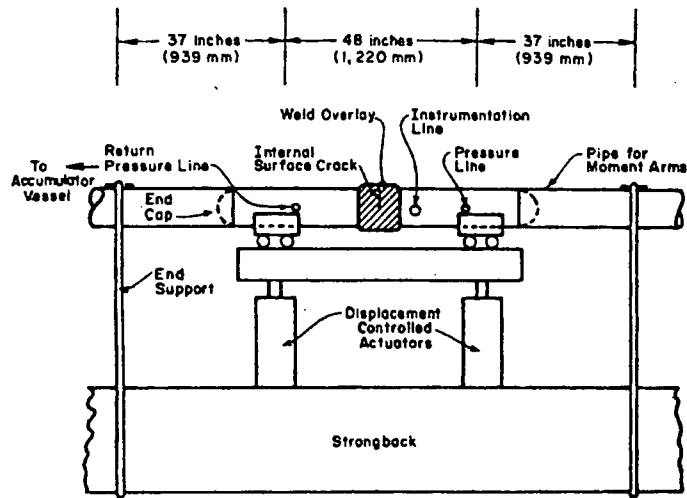 37 inches
(939 mm)
48 inches
(1,220 mm)
37 inches
(939 mm)
Weld Overlay
Instrumentation
Line
To
Accumulator
Vessel
Return
Pressure Line
Internal
Surface Crack
Pressure
Line
Pipe for
Moment Arms
End
Cap
End
Support
Displacement
Controlled
Actuators
Strongback